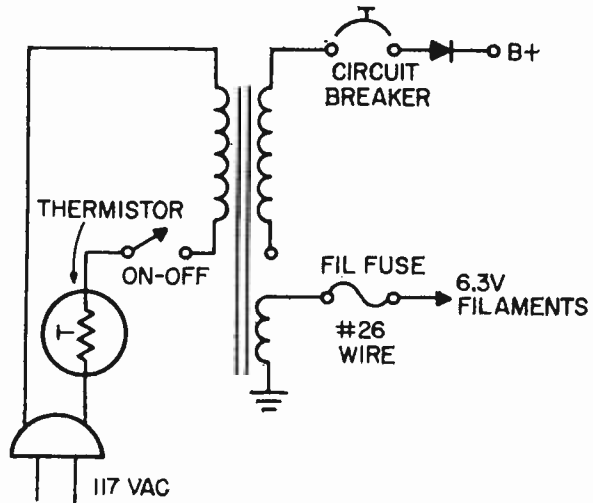 B+
CIRCUIT
BREAKER
THERMISTOR
ON-OFF
FIL FUSE
#26
WIRE
6.3V
FILAMENTS
T
117 VAC